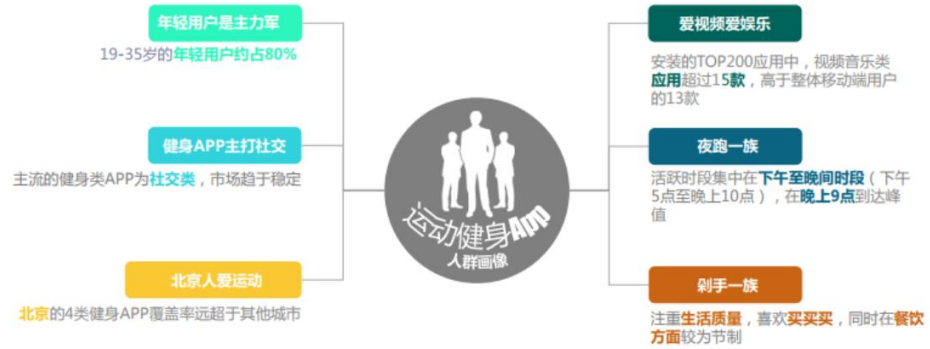 年轻用户是主力军
19-35岁的年轻用户约占80%
健身APP主打社交
主流的健身类APP为社交类，市场趋于稳定
北京人爱运动
北京的4类健身APP覆盖率远超于其他城市
运动健身App
人群画像
爱视频爱娱乐
安装的TOP200应用中，视频音乐类
应用超过15款，高于整体移动端用户
的13款
夜跑一族
活跃时段集中在下午至晚间时段（下午
5点至晚上10点），在晚上9点到达峰
值
剁手一族
注重生活质量，喜欢买买买，同时在餐饮
方面较为节制